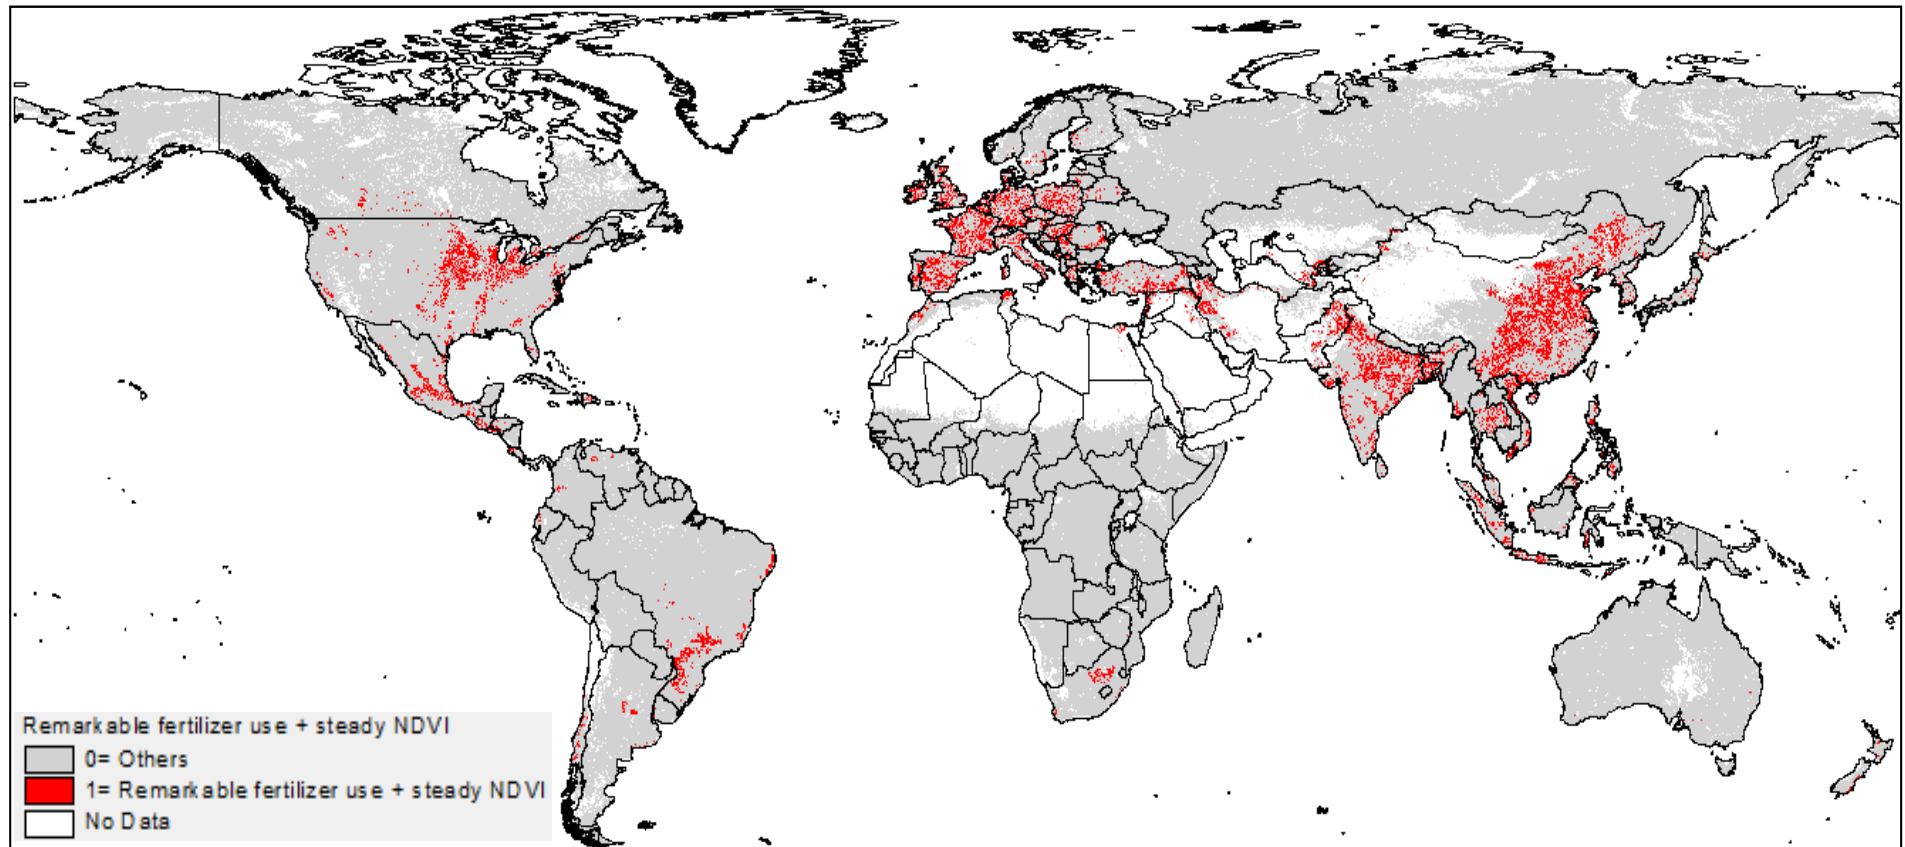 Remarkable fertilizer use + steady NDVI
0= Others
1= Remarkable fertilizer use + steady NDVI
No Data